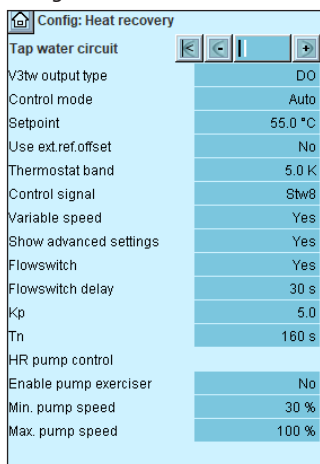 Config: Heat recovery
Tap water circuit
V3tw output type DO
Control mode Auto
Setpoint 55.0 °C
Use ext.ref.offset No
Thermostat band 5.0 K
Control signal Stw8
Variable speed Yes
Show advanced settings Yes
Flowswitch Yes
Flowswitch delay 30 s
Kp 5.0
Tn 160 s
HR pump control
Enable pump exerciser No
Min. pump speed 30 %
Max. pump speed 100 %